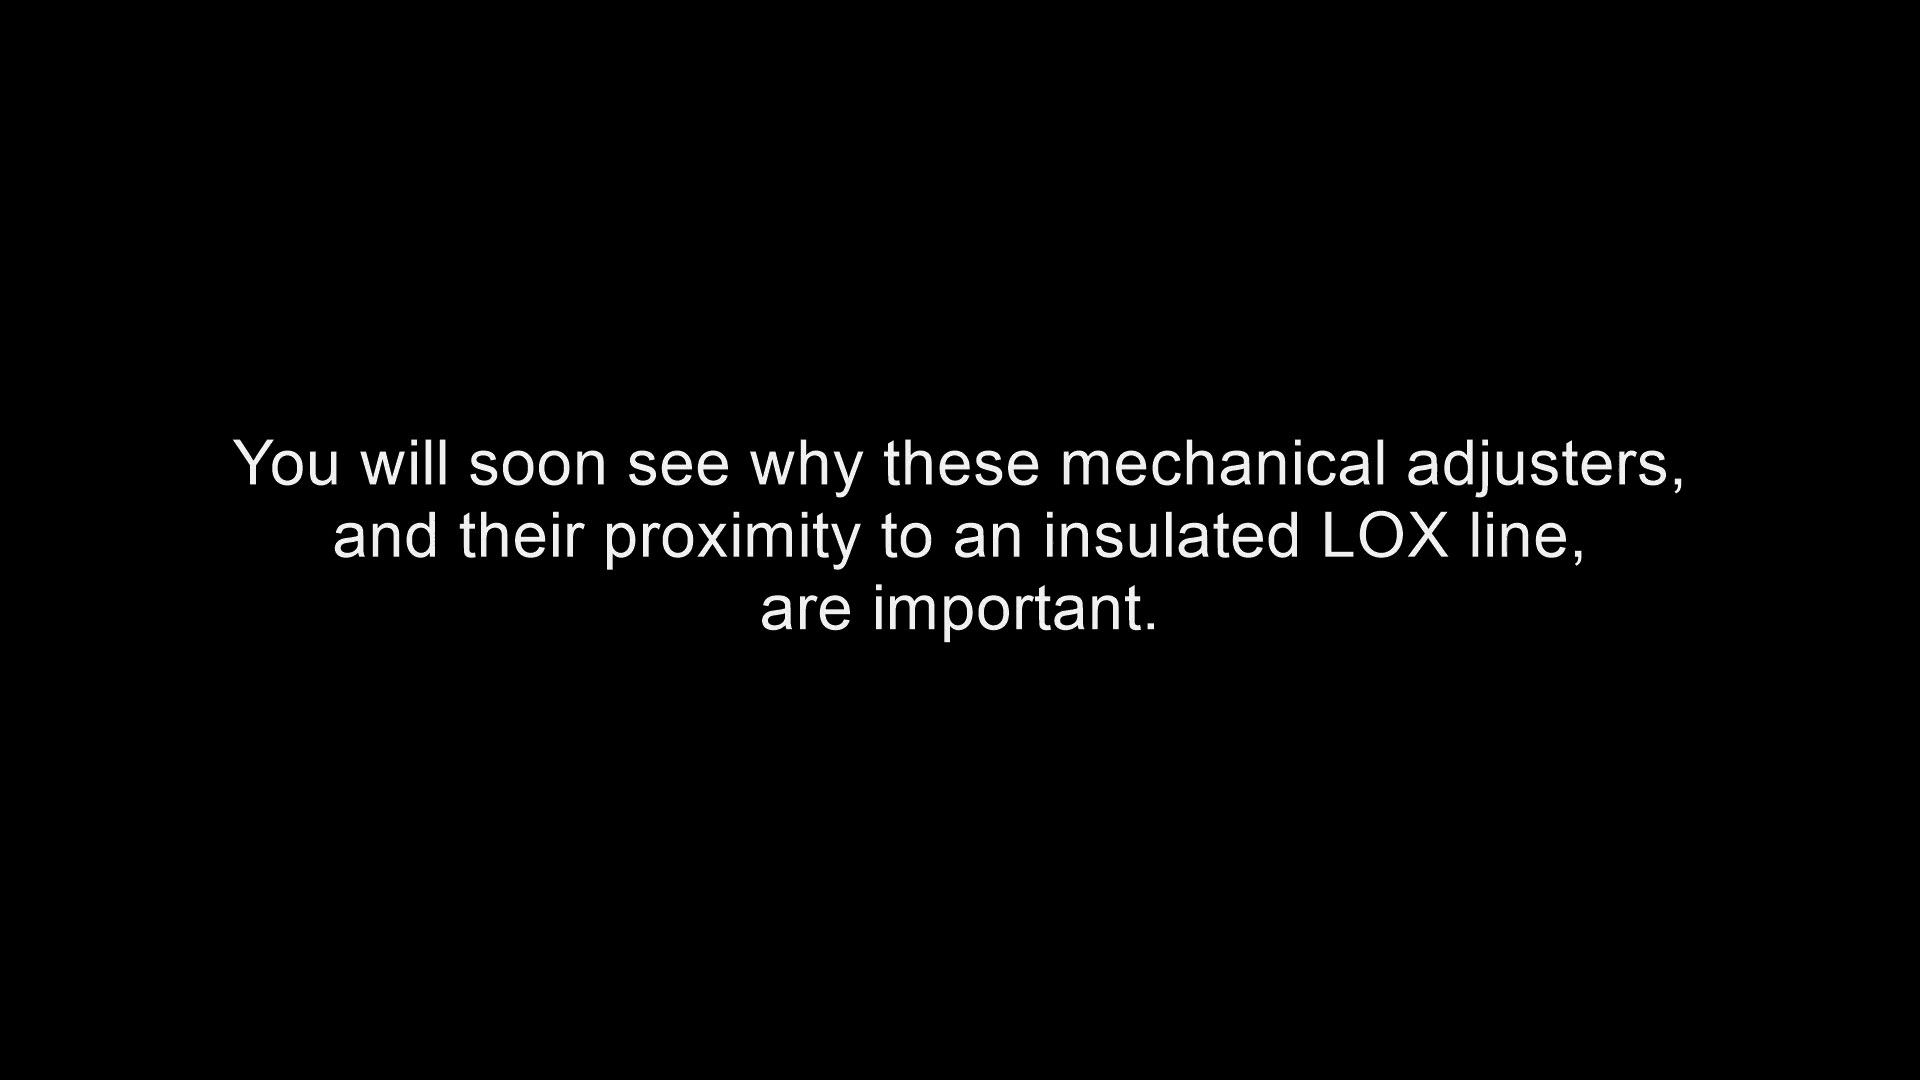 You will soon see why these mechanical adjusters,
and their proximity to an insulated LOX line,
are important.